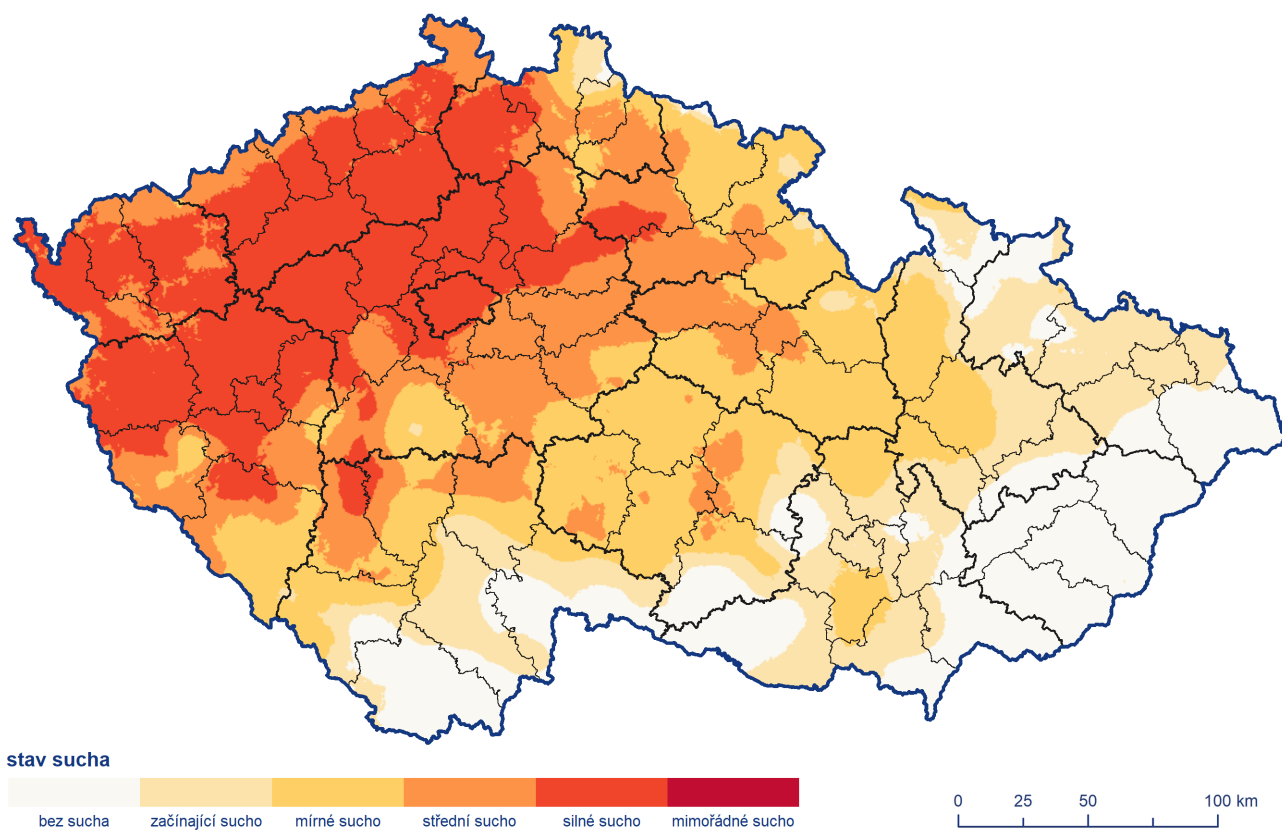 stav sucha
bez sucha začínající sucho mírné sucho střední sucho silné sucho mimořádné sucho
0 25 50 100 km